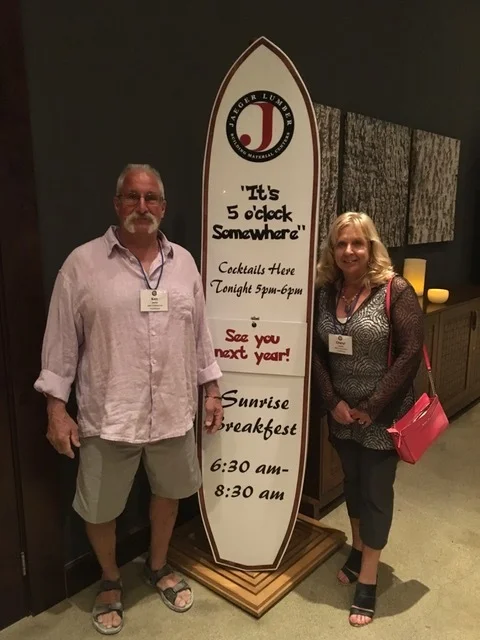 JAEGER LUMBER
J
BUILDING MATERIAL CENTERS
"It's
5 o'clock
Somewhere"
Cocktails Here
Tonight 5pm-6pm
See you
next year!
Sunrise
Breakfast
6:30 am-
8:30 am